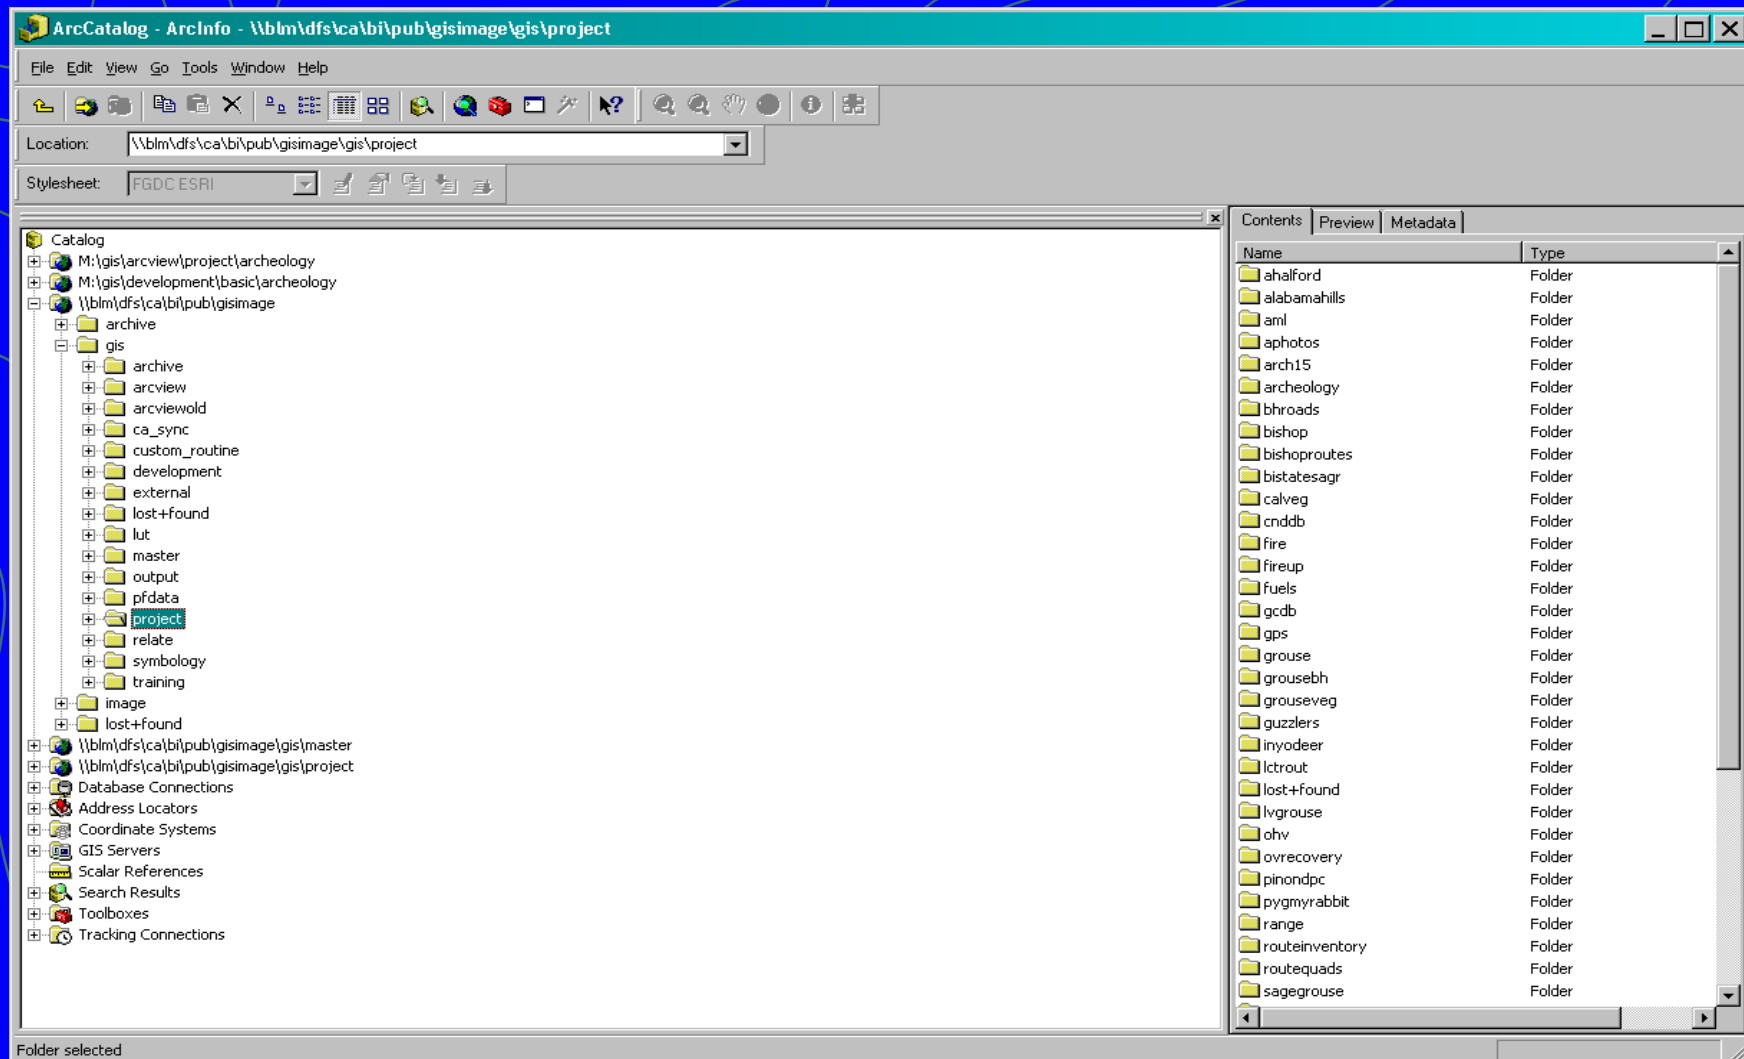 ArcCatalog - ArcInfo - \\blm\dfs\ca\bi\pub\gisimage\gis\project
File Edit View Go Tools Window Help
Location: \\blm\dfs\ca\bi\pub\gisimage\gis\project
Stylesheet: FGDC ESRI
Catalog
M:\gis\arcview\project\archeology
M:\gis\development\basic\archeology
\\blm\dfs\ca\bi\pub\gisimage
archive
gis
archive
arcview
arcviewold
ca_sync
custom_routine
development
external
lost+found
lut
master
output
pfdata
project
relate
symbology
training
image
lost+found
\\blm\dfs\ca\bi\pub\gisimage\gis\master
\\blm\dfs\ca\bi\pub\gisimage\gis\project
Database Connections
Address Locators
Coordinate Systems
GIS Servers
Scalar References
Search Results
Toolboxes
Tracking Connections
Contents Preview Metadata
Name Type
ahalford Folder
alabamahills Folder
aml Folder
aphotos Folder
arch15 Folder
archeology Folder
bhroads Folder
bishop Folder
bishoproutes Folder
bistatesagr Folder
calveg Folder
cnddb Folder
fire Folder
fireup Folder
fuels Folder
gcdb Folder
gps Folder
grouse Folder
grousebh Folder
grouseveg Folder
guzzlers Folder
inyodeer Folder
lctrout Folder
lost+found Folder
lvgrouse Folder
ohv Folder
ovrecovery Folder
pinondpc Folder
pygmyrabbit Folder
range Folder
routeinventory Folder
routequads Folder
sagegrouse Folder
Folder selected